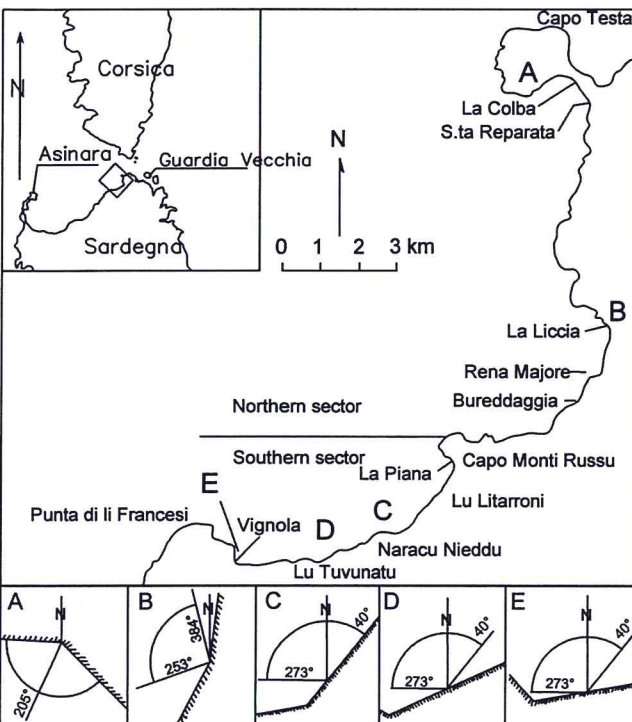 Capo Testa
Corsica
N
A
La Colba
S.ta Reparata
N
Asinara
Guardia Vecchia
Sardegna
0 1 2 3 km
B
La Liccia
Rena Majore
Bureddaggia
Northern sector
Southern sector
Capo Monti Russu
La Piana
E
Lu Litarroni
C
Punta di li Francesi
Vignola
D
Naracu Nieddu
Lu Tuvunatu
A
N
205°
B
N
384°
253°
C
N
40°
273°
D
N
40°
273°
E
N
40°
273°